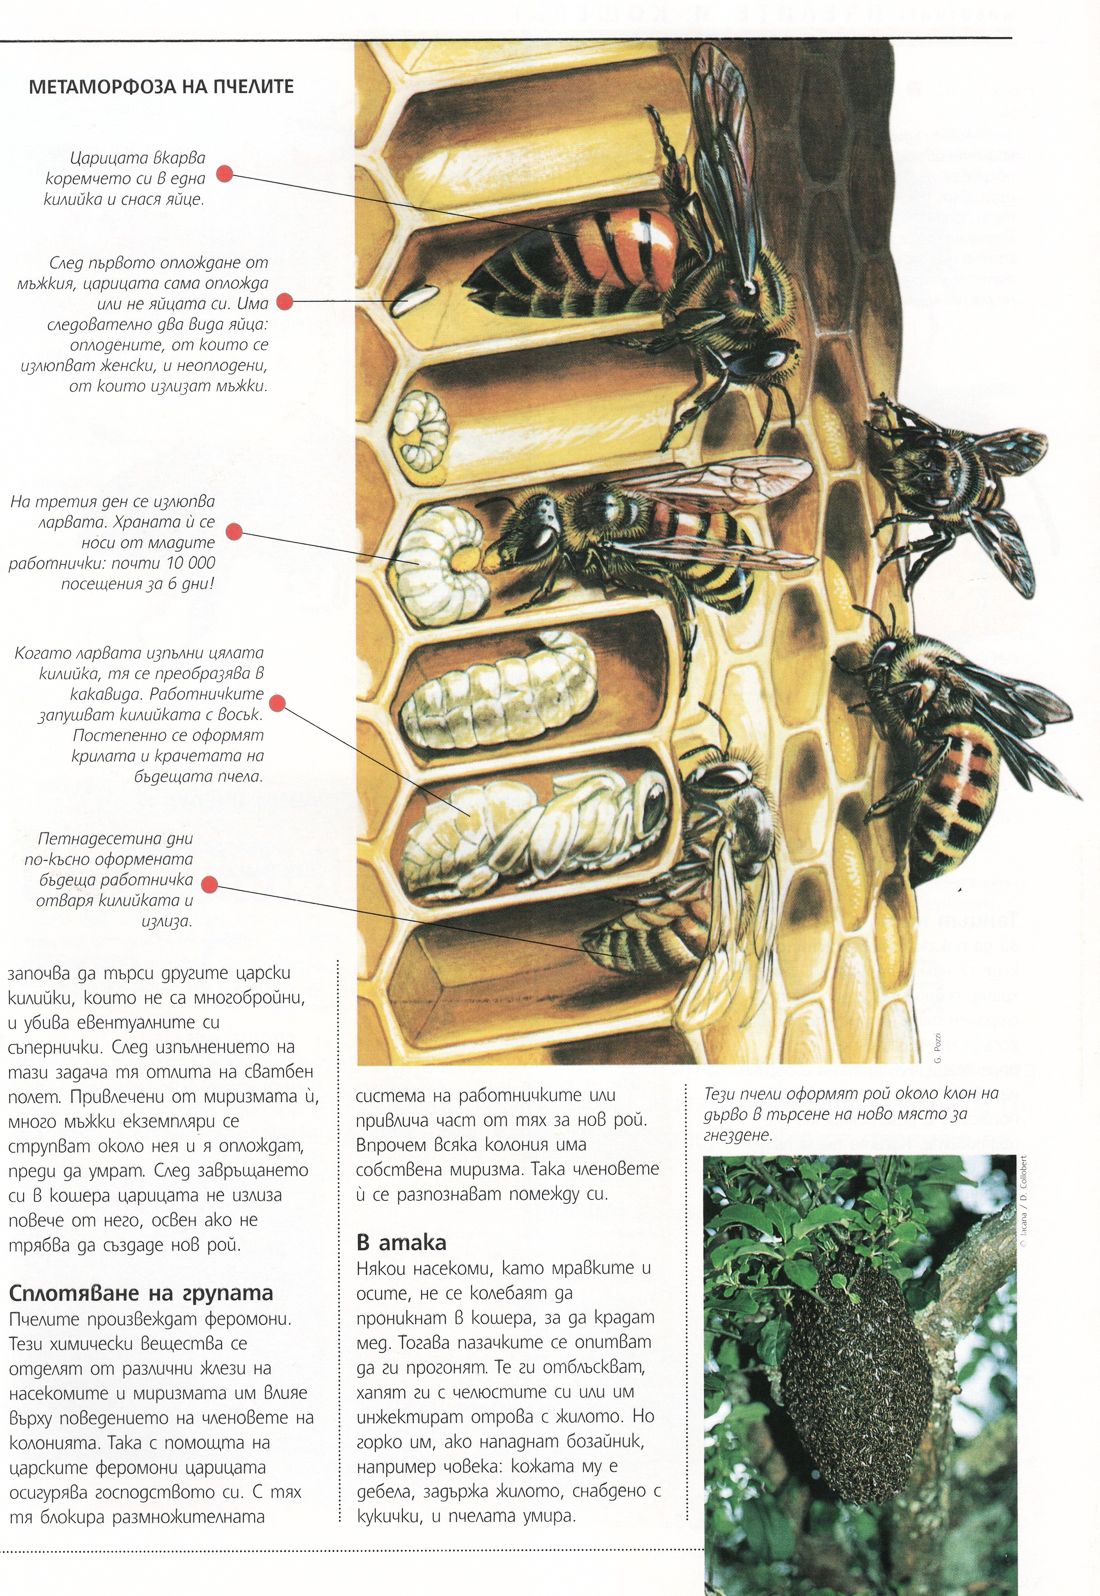 МЕТАМОРФОЗА НА ПЧЕЛИТЕ
Царицата вкарва
коремчето си в една
килийка и снася яйце.
След първото оплождане от
мъжкия, царицата сама опложда
или не яйцата си. Има
следователно два вида яйца:
оплодените, от които се
излюпват женски, и неоплодени,
от които излизат мъжки.
На третия ден се излюпва
ларвата. Храната ѝ се
носи от младите
работнички: почти 10 000
посещения за 6 дни!
Когато ларвата изпълни цялата
килийка, тя се преобразява в
какавида. Работничките
запушват килийката с восък.
Постепенно се оформят
крилата и крачетата на
бъдещата пчела.
Петнадесетина дни
по-късно оформената
бъдеща работничка
отваря килийката и
излиза.
G. Pozzi
започва да търси другите царски
килийки, които не са многобройни,
и убива евентуалните си
съпернички. След изпълнението на
тази задача тя отлита на сватбен
полет. Привлечени от миризмата ѝ,
много мъжки екземпляри се
струпват около нея и я оплождат,
преди да умрат. След завръщането
си в кошера царицата не излиза
повече от него, освен ако не
трябва да създаде нов рой.
Сплотяване на групата
Пчелите произвеждат феромони.
Тези химически вещества се
отделят от различни жлези на
насекомите и миризмата им влияе
върху поведението на членовете на
колонията. Така с помощта на
царските феромони царицата
осигурява господството си. С тях
тя блокира размножителната
система на работничките или
привлича част от тях за нов рой.
Впрочем всяка колония има
собствена миризма. Така членовете
ѝ се разпознават помежду си.
В атака
Някои насекоми, като мравките и
осите, не се колебаят да
проникнат в кошера, за да крадат
мед. Тогава пазачките се опитват
да ги прогонят. Те ги отблъскват,
хапят ги с челюстите си или им
инжектират отрова с жилото. Но
горко им, ако нападнат бозайник,
например човека: кожата му е
дебела, задържа жилото, снабдено с
кукички, и пчелата умира.
Тези пчели оформят рой около клон на
дърво в търсене на ново място за
гнездене.
© Jacana / D. Collobert